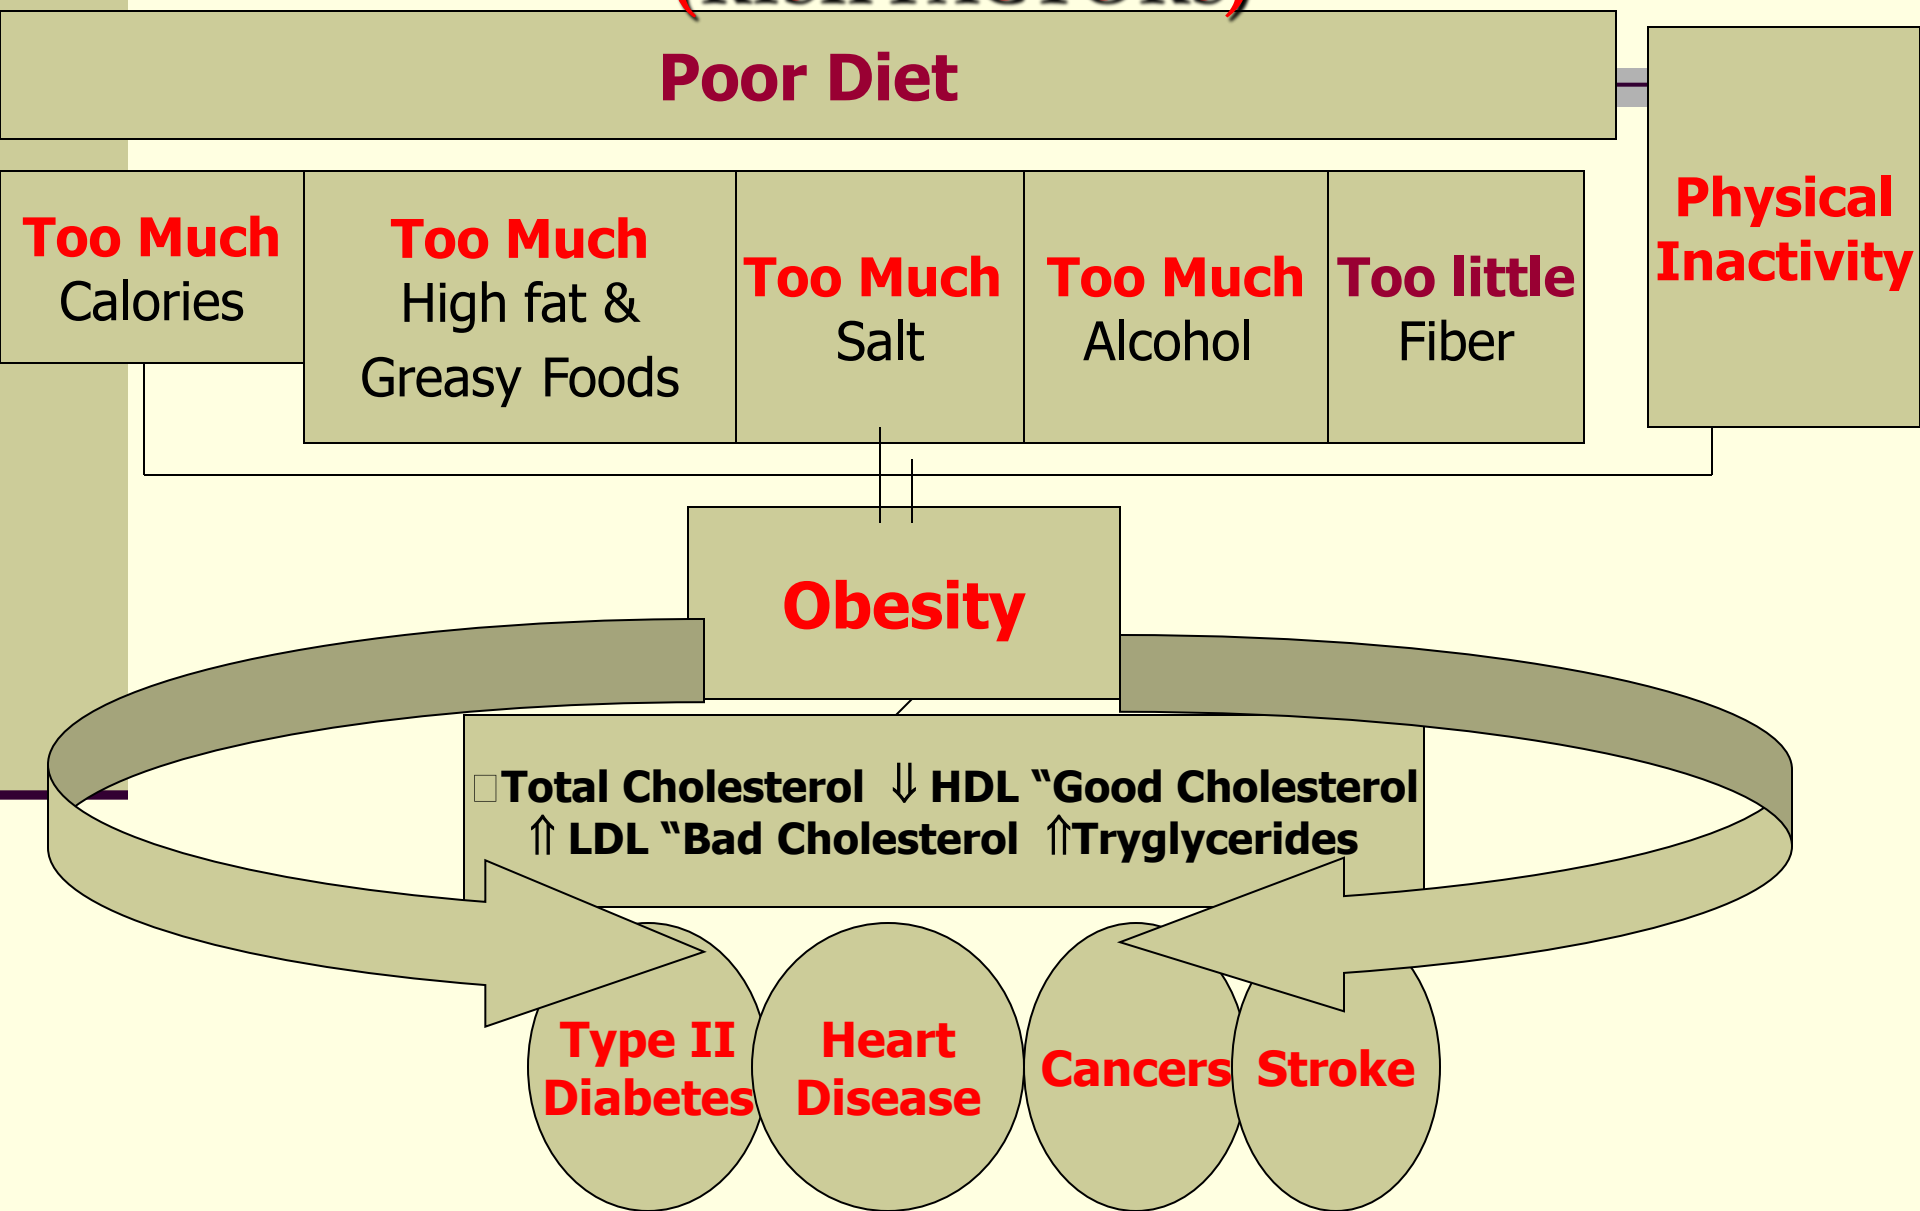 (RISK FACTORS)
Poor Diet
Too Much
Calories
Too Much
High fat &
Greasy Foods
Too Much
Salt
Too Much
Alcohol
Too little
Fiber
Physical
Inactivity
Obesity
□Total Cholesterol ⇓ HDL “Good Cholesterol
⇑ LDL “Bad Cholesterol ⇑Tryglycerides
Type II
Diabetes
Heart
Disease
Cancers
Stroke